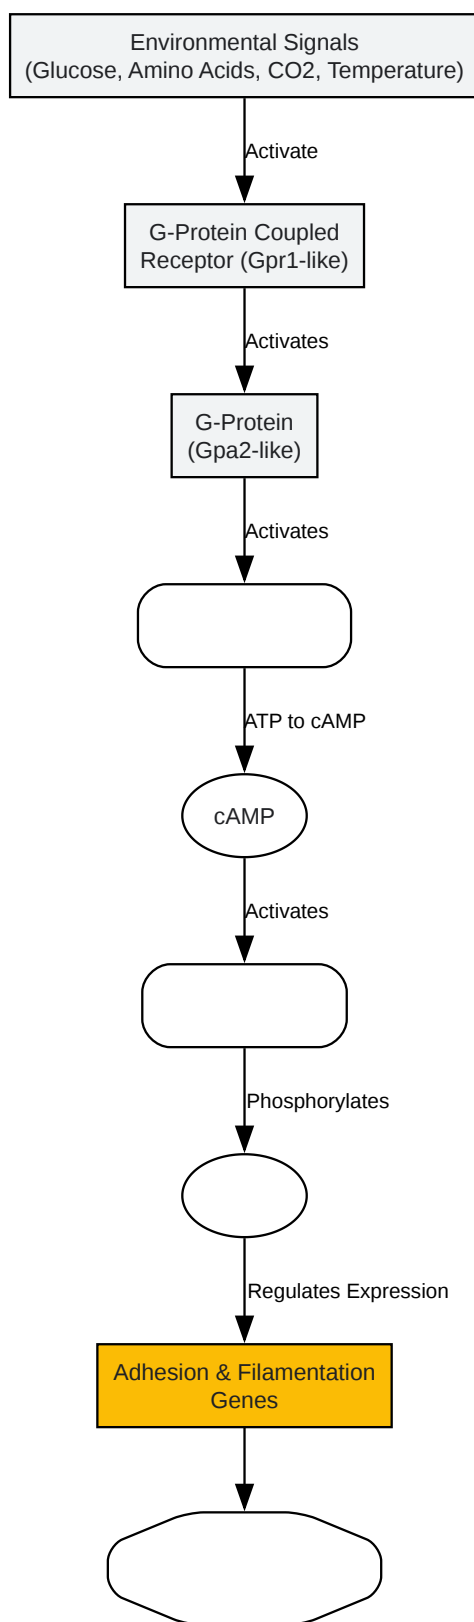 Environmental Signals
(Glucose, Amino Acids, CO2, Temperature)
Activate
G-Protein Coupled
Receptor (Gpr1-like)
Activates
G-Protein
(Gpa2-like)
Activates
ATP to cAMP
cAMP
Activates
Phosphorylates
Regulates Expression
Adhesion & Filamentation
Genes